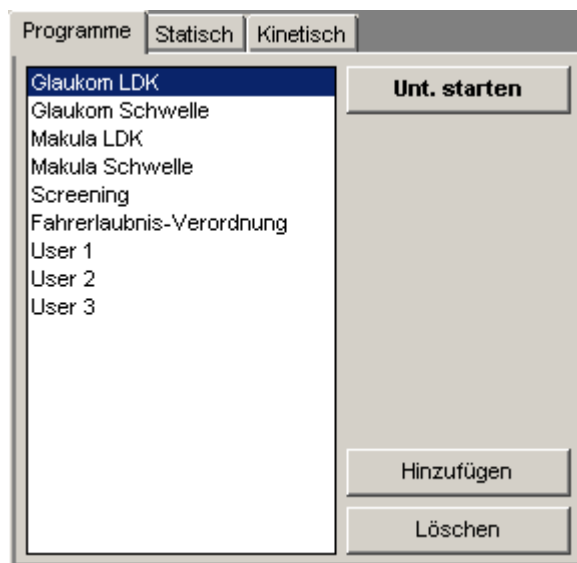 Programme Statisch Kinetisch
Glaukom LDK
Glaukom Schwelle
Makula LDK
Makula Schwelle
Screening
Fahrerlaubnis-Verordnung
User 1
User 2
User 3
Unt. starten
Hinzufügen
Löschen